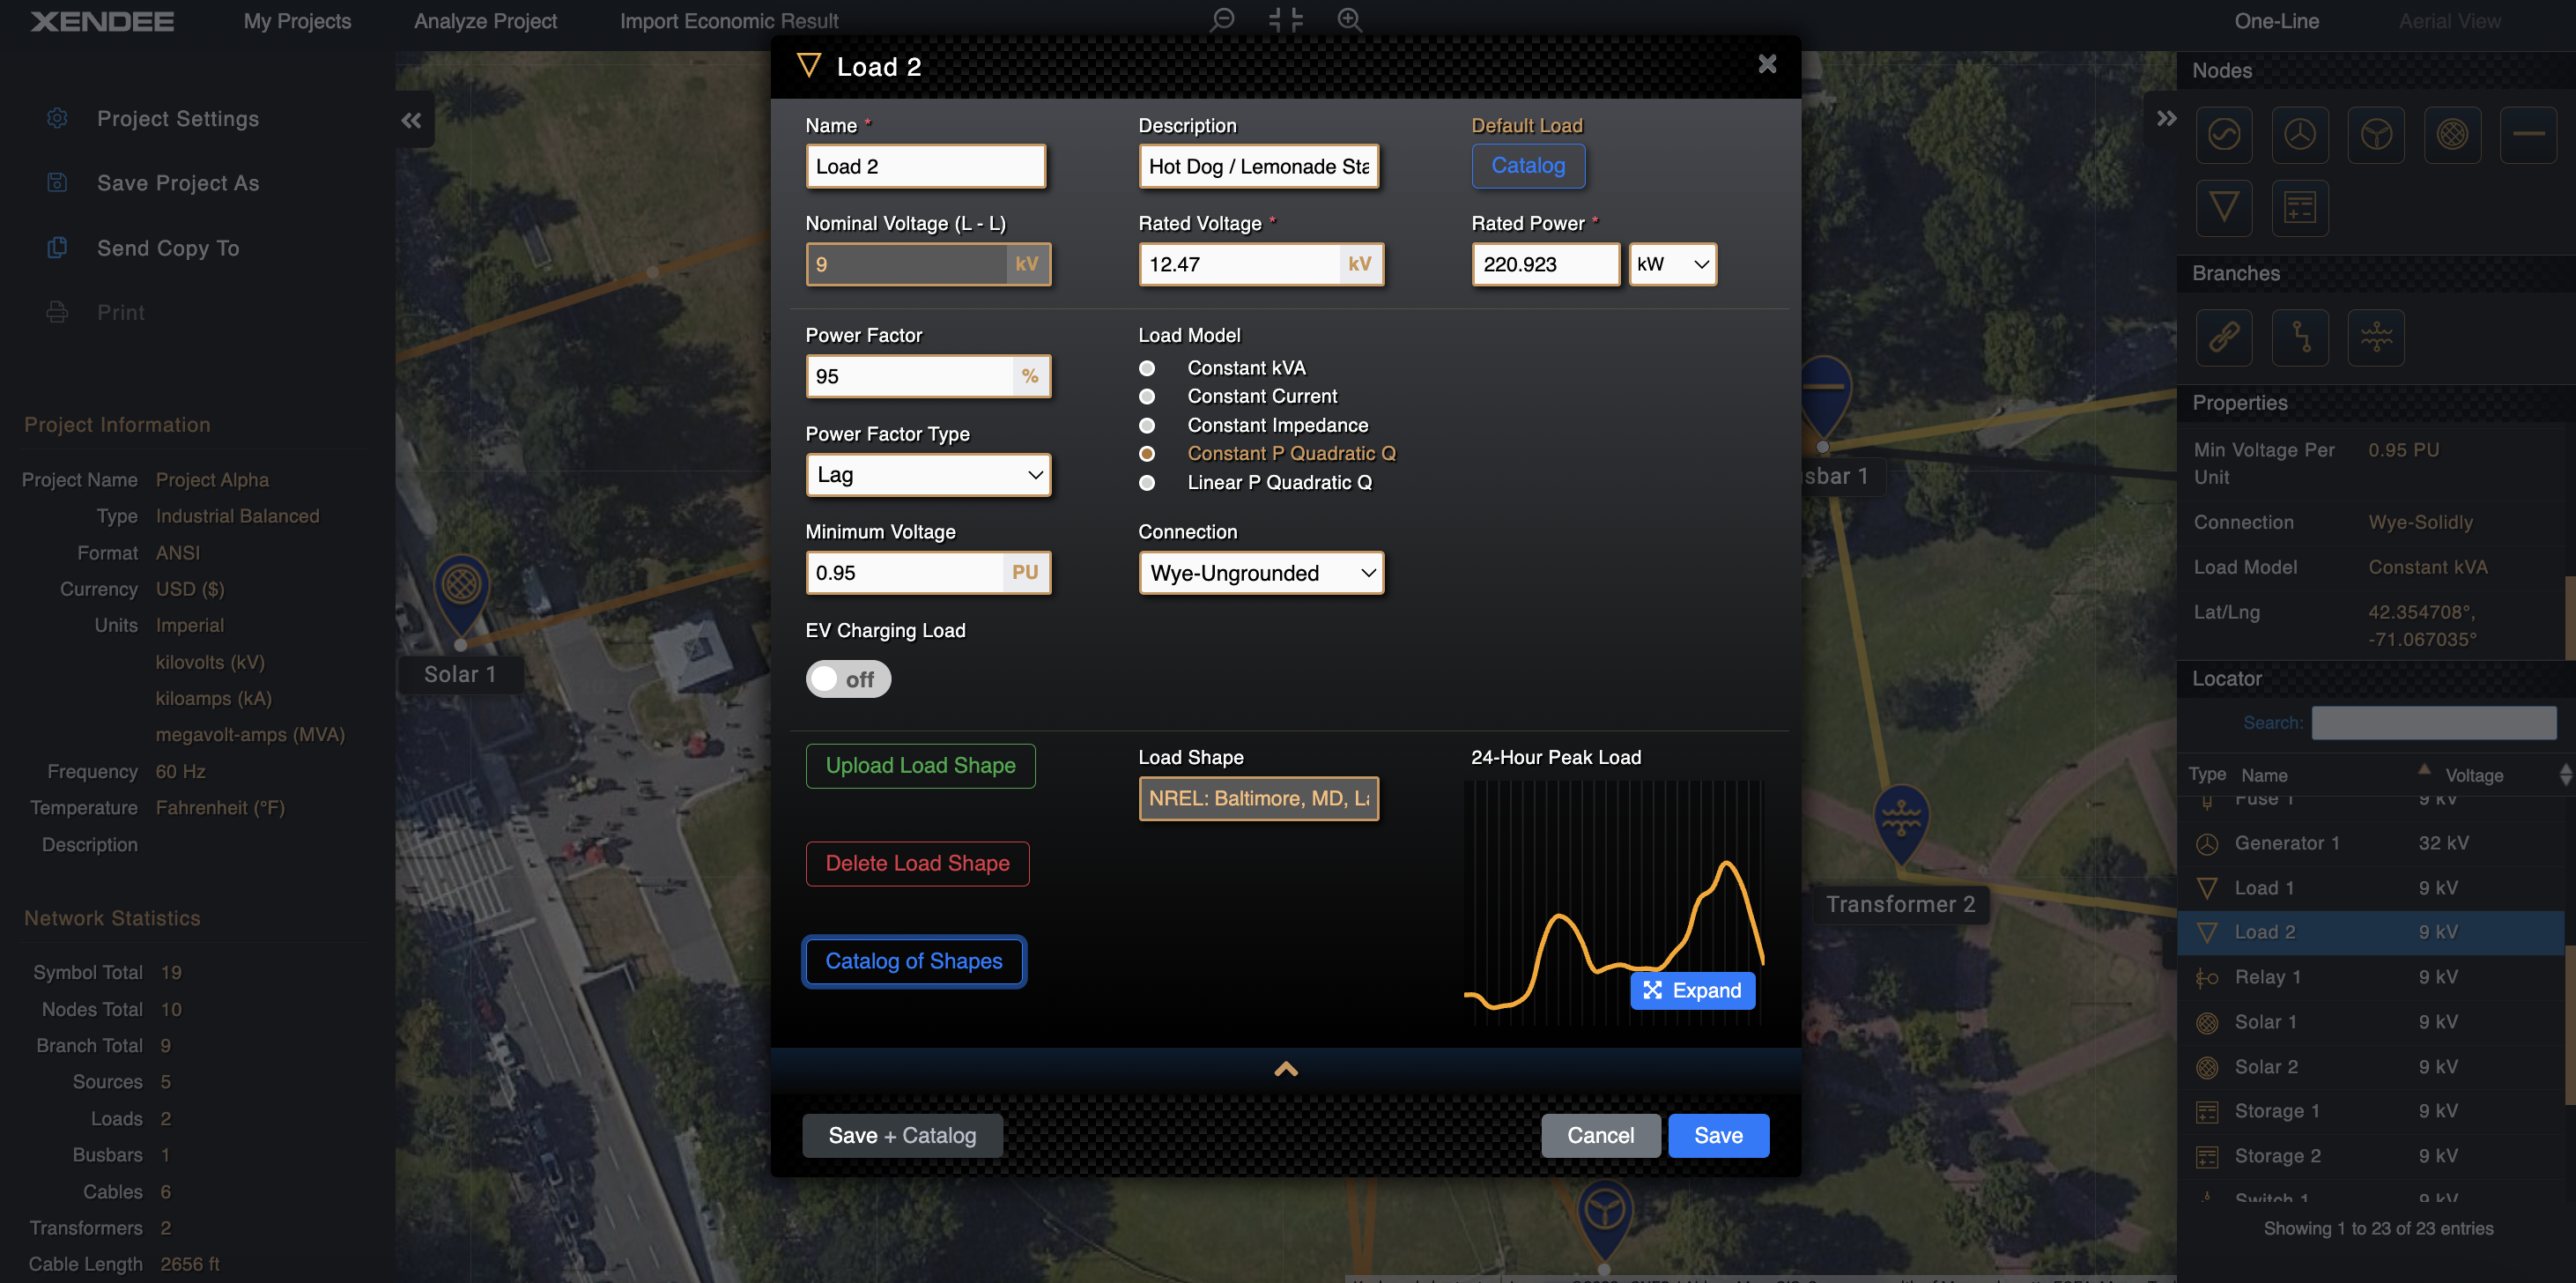 XENDEE My Projects Analyze Project Import Economic Result One-Line Aerial View
Project Settings
Save Project As
Send Copy To
Print
Project Information
Project Name Project Alpha
Type Industrial Balanced
Format ANSI
Currency USD ($)
Units Imperial
kilovolts (kV)
kiloamps (kA)
megavolt-amps (MVA)
Frequency 60 Hz
Temperature Fahrenheit (°F)
Description
Network Statistics
Symbol Total 19
Nodes Total 10
Branch Total 9
Sources 5
Loads 2
Busbars 1
Cables 6
Transformers 2
Cable Length 2656 ft
Solar 1
Load 2
Name * Description Default Load
Load 2 Hot Dog / Lemonade Sta Catalog
Nominal Voltage (L - L) Rated Voltage * Rated Power *
9 kV 12.47 kV 220.923 kW
Power Factor Load Model
95 %
Constant kVA
Constant Current
Constant Impedance
Constant P Quadratic Q
Linear P Quadratic Q
Power Factor Type
Lag
Minimum Voltage Connection
0.95 PU Wye-Ungrounded
EV Charging Load
off
Upload Load Shape
Delete Load Shape
Catalog of Shapes
Load Shape
NREL: Baltimore, MD, La
24-Hour Peak Load
Expand
Save + Catalog Cancel Save
sbar 1
Transformer 2
Nodes
Branches
Properties
Min Voltage Per Unit 0.95 PU
Connection Wye-Solidly
Load Model Constant kVA
Lat/Lng 42.354708°,
-71.067035°
Locator
Search:
Type Name Voltage
Fuse 1 9 kV
Generator 1 32 kV
Load 1 9 kV
Load 2 9 kV
Relay 1 9 kV
Solar 1 9 kV
Solar 2 9 kV
Storage 1 9 kV
Storage 2 9 kV
Switch 1 9 kV
Showing 1 to 23 of 23 entries